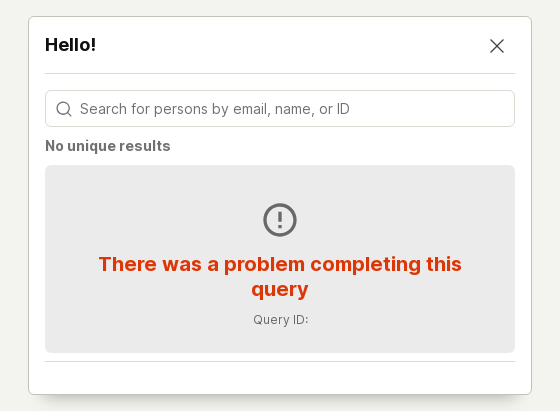 Hello!
Search for persons by email, name, or ID
No unique results
There was a problem completing this
query
Query ID: